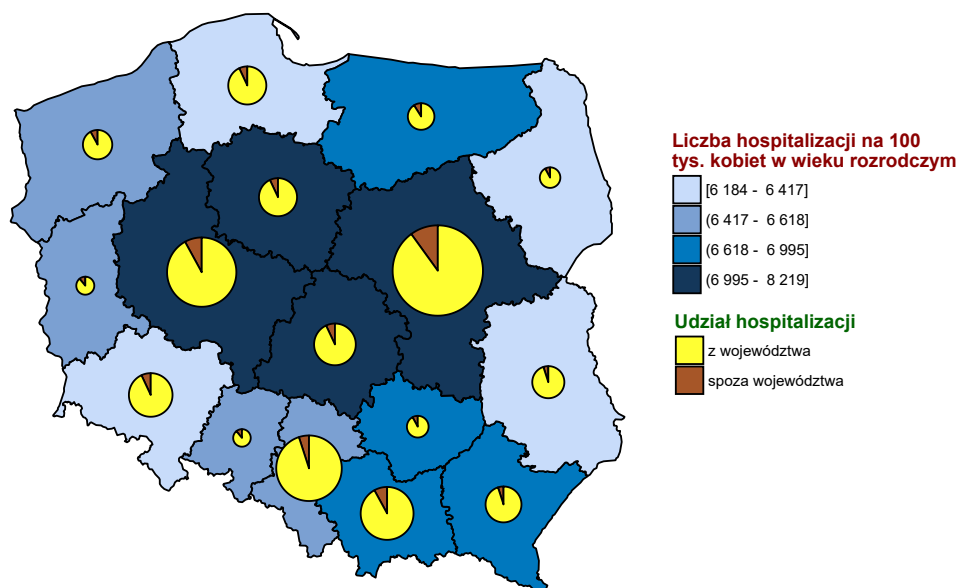 Liczba hospitalizacji na 100
tys. kobiet w wieku rozrodczym
[6 184 - 6 417]
(6 417 - 6 618]
(6 618 - 6 995]
(6 995 - 8 219]
Udział hospitalizacji
z województwa
spoza województwa